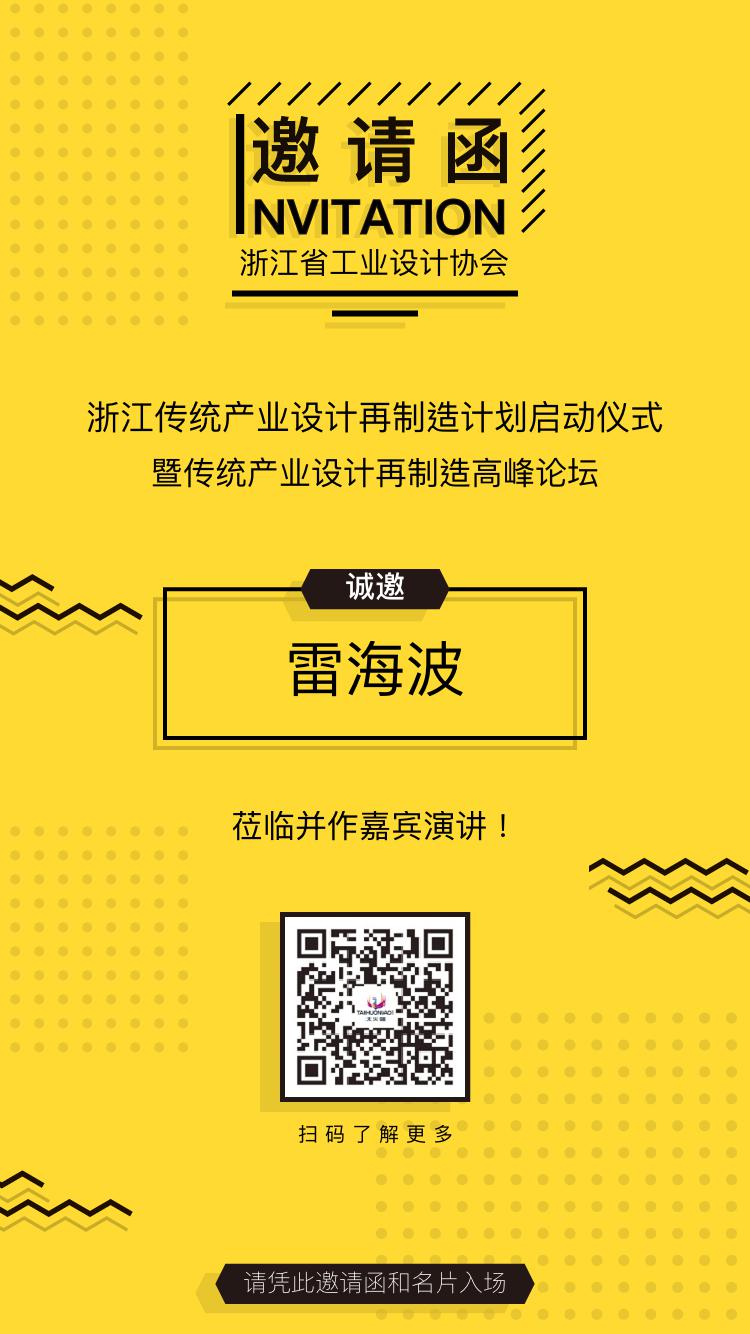 邀请函
INVITATION
浙江省工业设计协会
浙江传统产业设计再制造计划启动仪式
暨传统产业设计再制造高峰论坛
诚邀
雷海波
莅临并作嘉宾演讲！
TAIHUONIAO
太火鸟
扫码了解更多
请凭此邀请函和名片入场